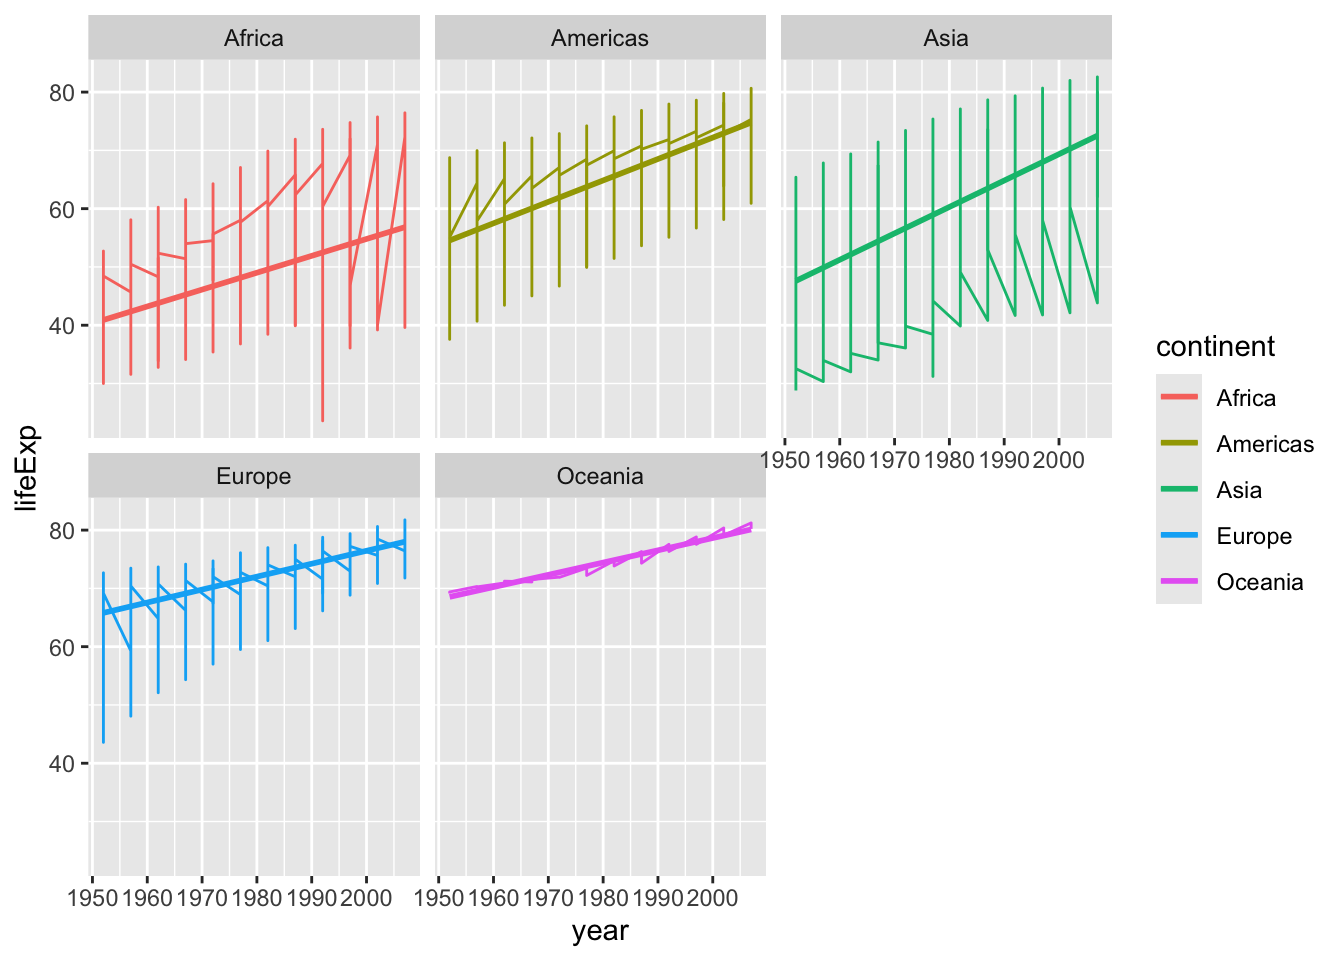 Africa Americas Asia
80
60
40
1950 1960 1970 1980 1990 2000
Europe Oceania
80
60
40
1950 1960 1970 1980 1990 2000 1950 1960 1970 1980 1990 2000
year
lifeExp
continent
Africa
Americas
Asia
Europe
Oceania